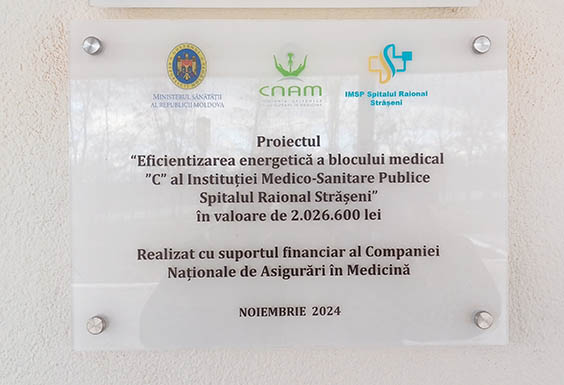 MINISTERUL SĂNĂTĂȚII
AL REPUBLICII MOLDOVA
CNAM
IMSP Spitalul Raional
Strășeni
Proiectul
“Eficientizarea energetică a blocului medical
”C” al Instituției Medico-Sanitare Publice
Spitalul Raional Strășeni”
în valoare de 2.026.600 lei
Realizat cu suportul financiar al Companiei
Naționale de Asigurări în Medicină
NOIEMBRIE 2024